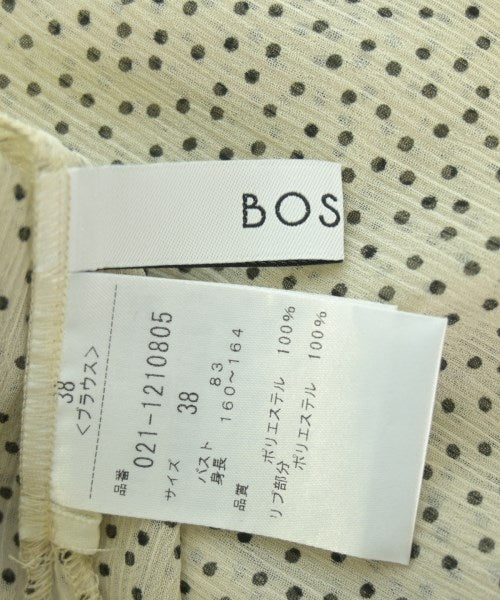 BOS
38
<ブラウス>
品番
021-1210805
サイズ
38
バスト 83
身長 160〜164
品質
ポリエステル 100%
リブ部分
ポリエステル 100%